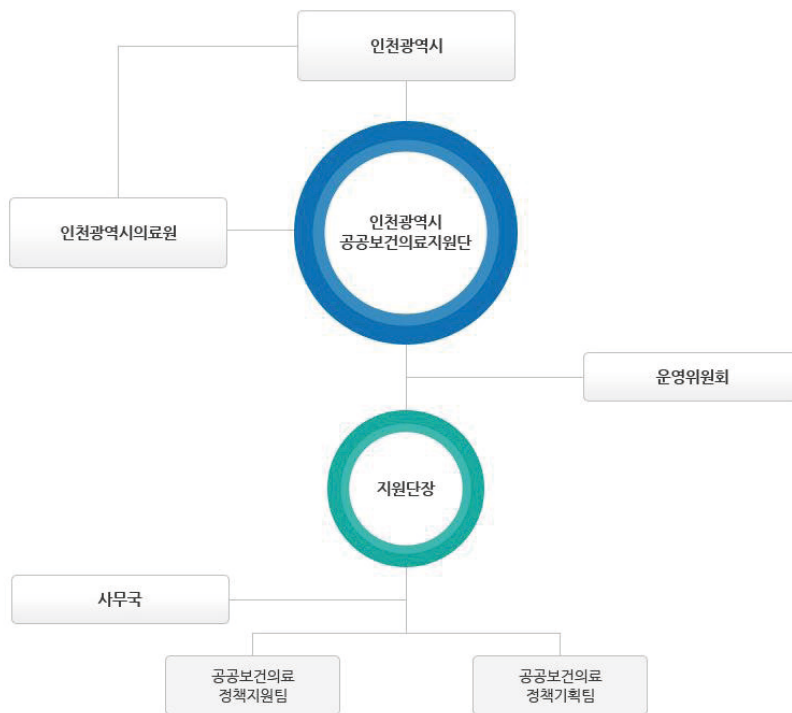 인천광역시
인천광역시의료원
인천광역시
공공보건의료지원단
운영위원회
지원단장
사무국
공공보건의료
정책지원팀
공공보건의료
정책기획팀